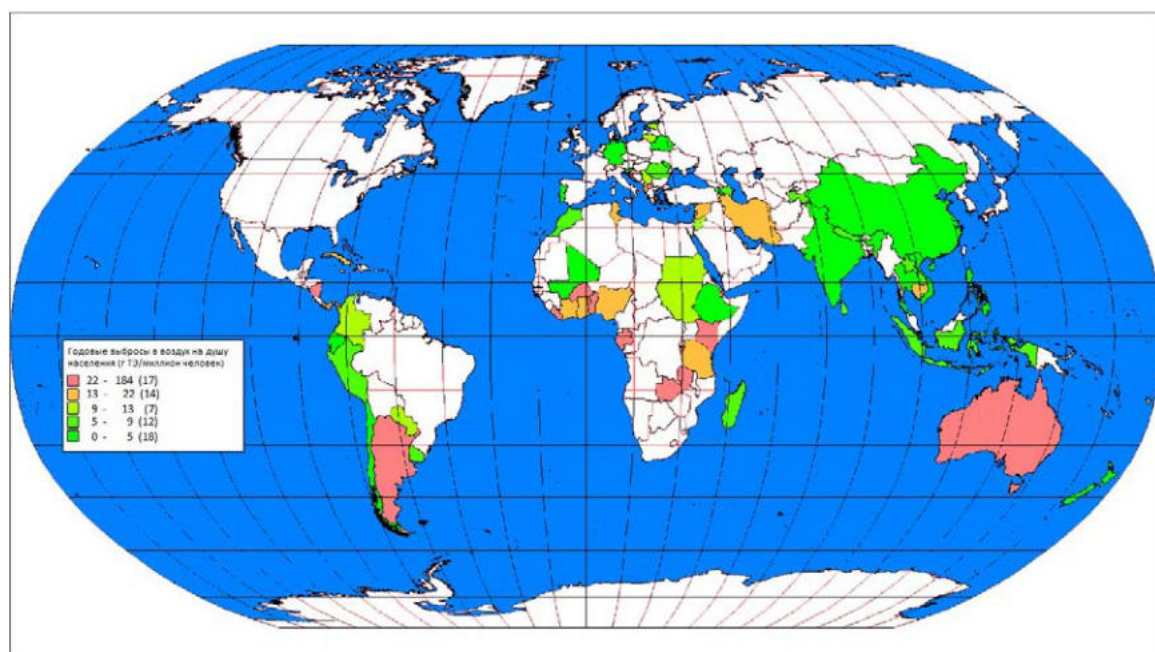 Годовые выбросы в воздух на душу
населения (г ТЭ/миллион человек)
22 - 184 (17)
13 - 22 (14)
9 - 13 (7)
5 - 9 (12)
0 - 5 (18)